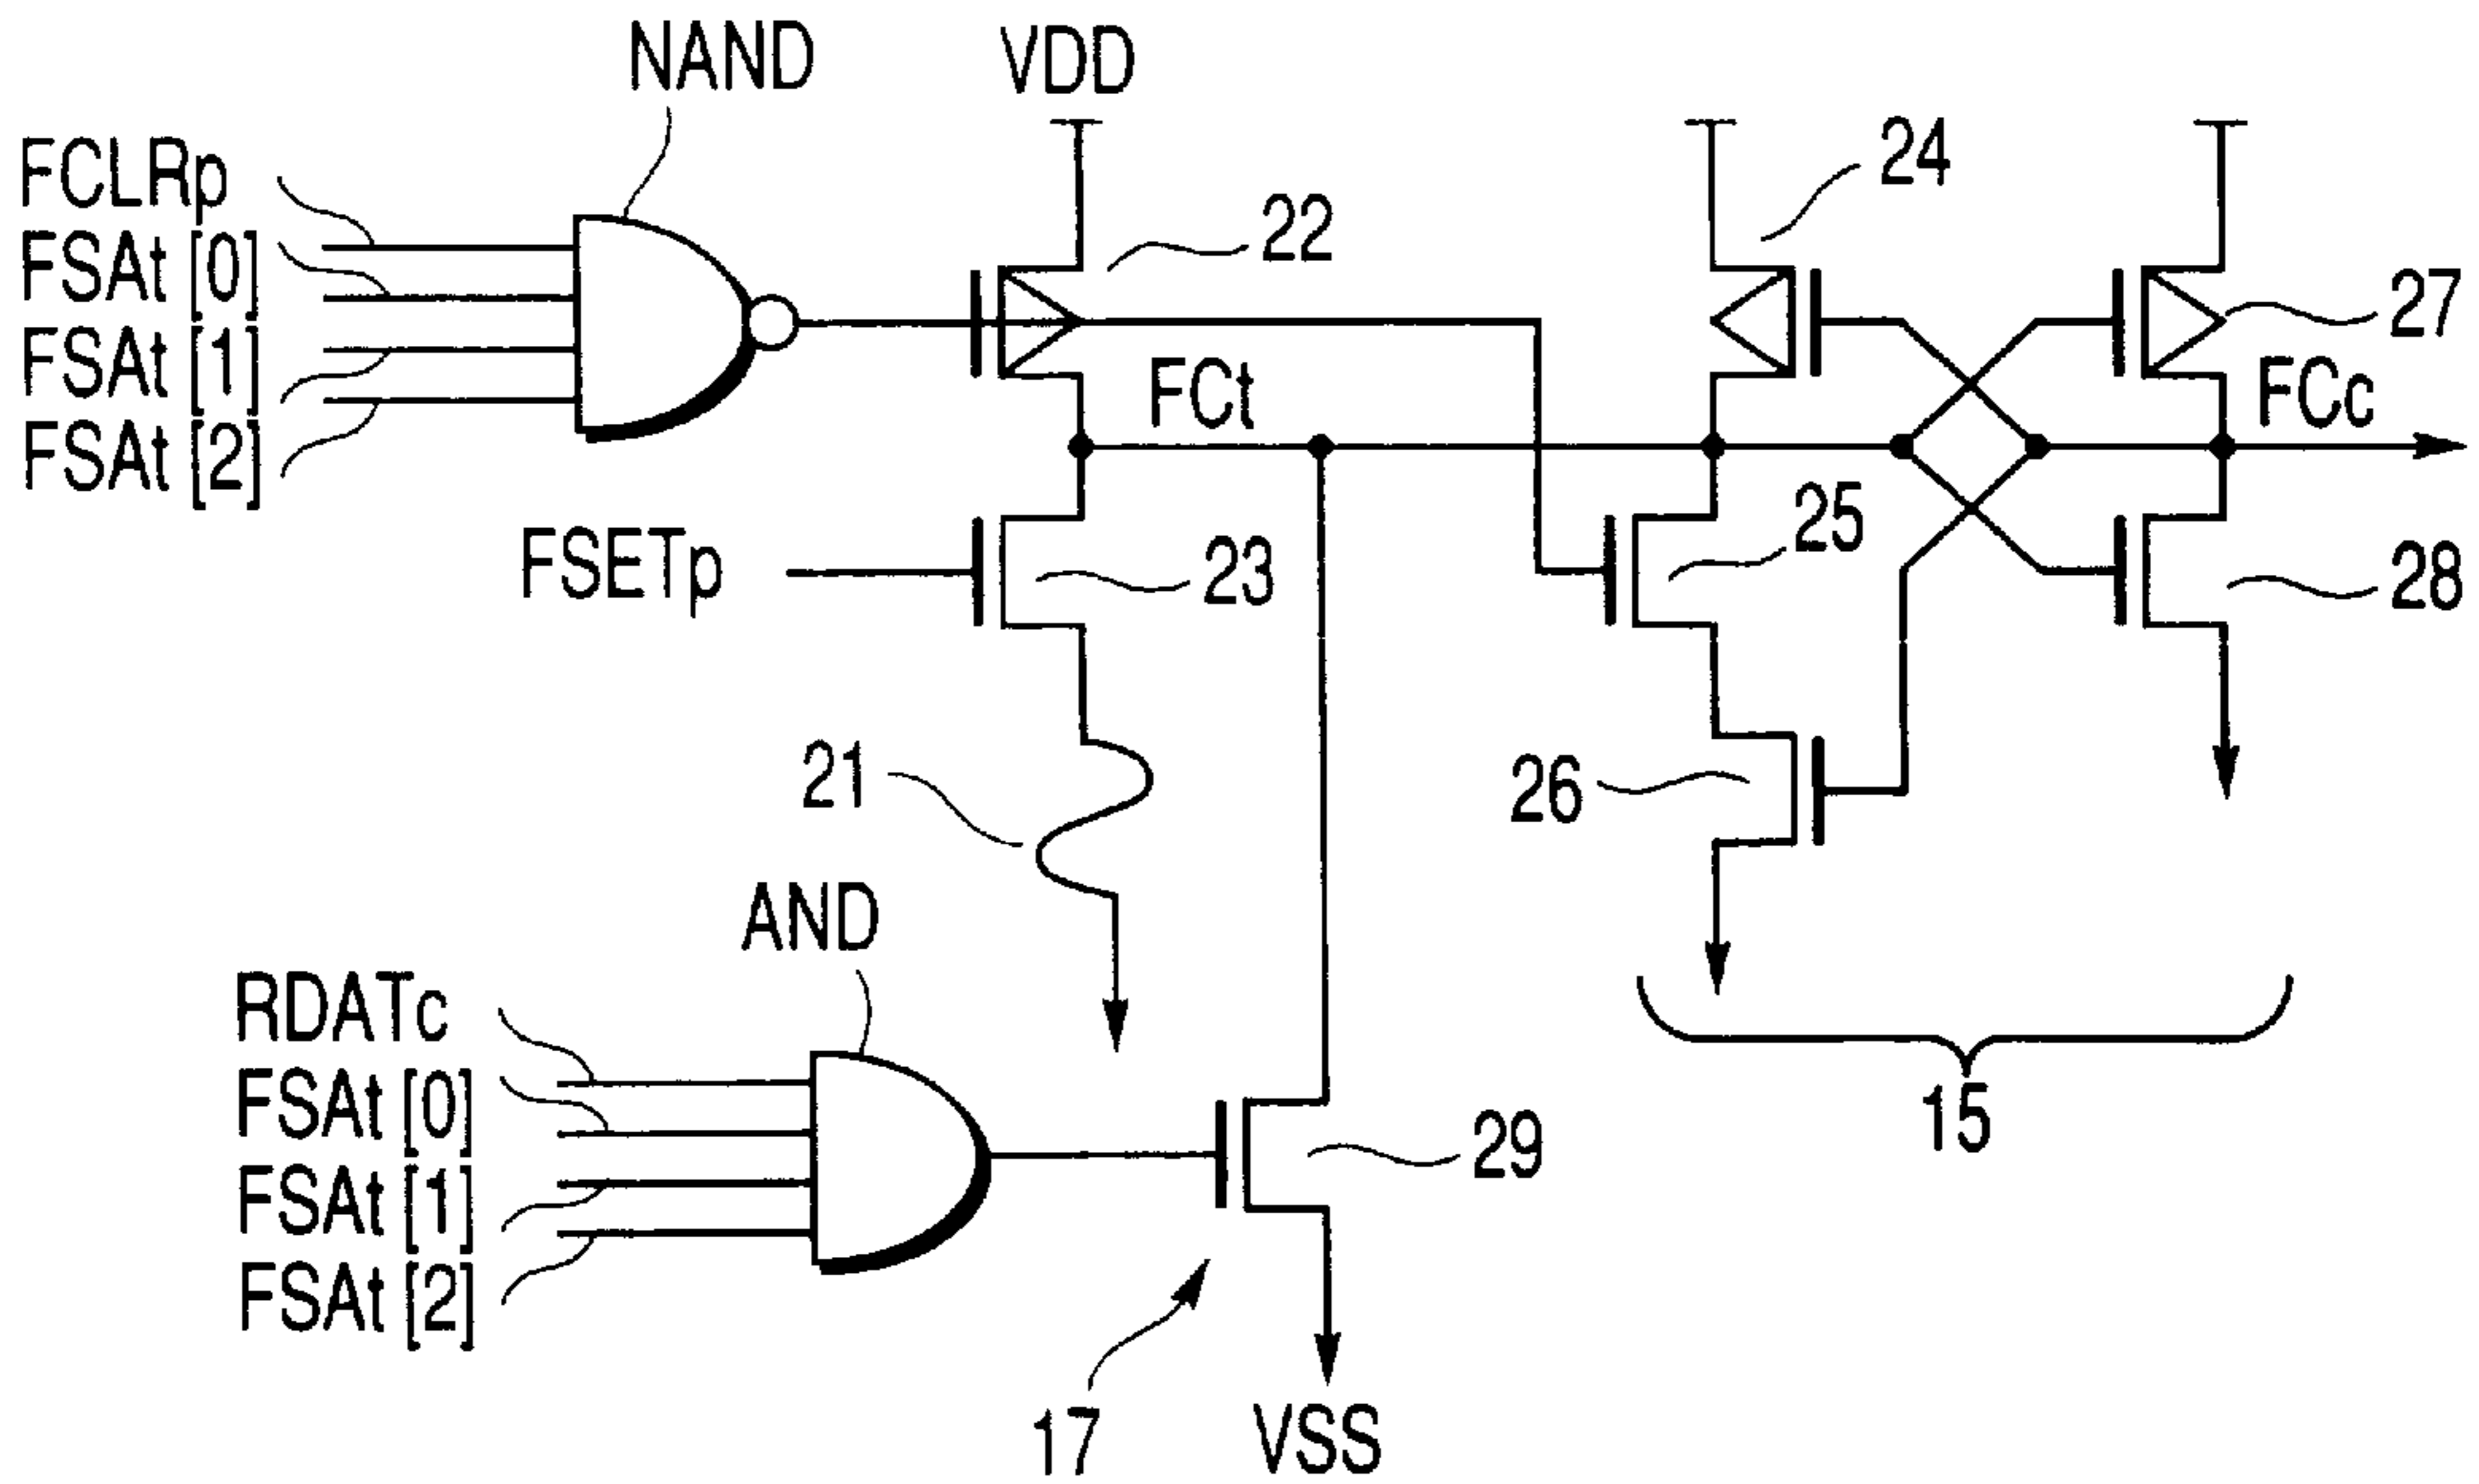 NAND
VDD
FCLRp
FSAt [0]
FSAt [1]
FSAt [2]
22
24
27
FCt
FCc
FSETp
23
25
28
21
26
AND
RDATc
FSAt [0]
FSAt [1]
FSAt [2]
29
15
17
VSS